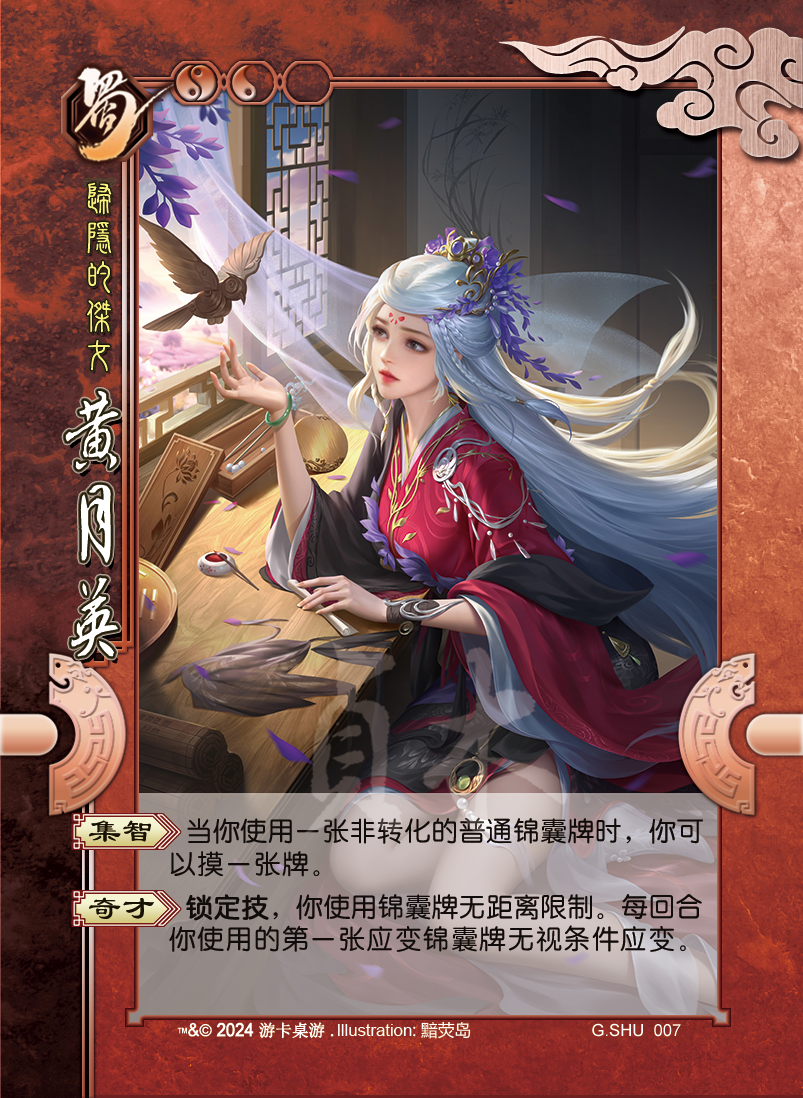 蜀
歸隱的傑女
黄月英
集智 当你使用一张非转化的普通锦囊牌时，你可
以摸一张牌。
奇才 锁定技，你使用锦囊牌无距离限制。每回合
你使用的第一张应变锦囊牌无视条件应变。
™&© 2024 游卡桌游 . Illustration: 黯荧岛
G.SHU 007